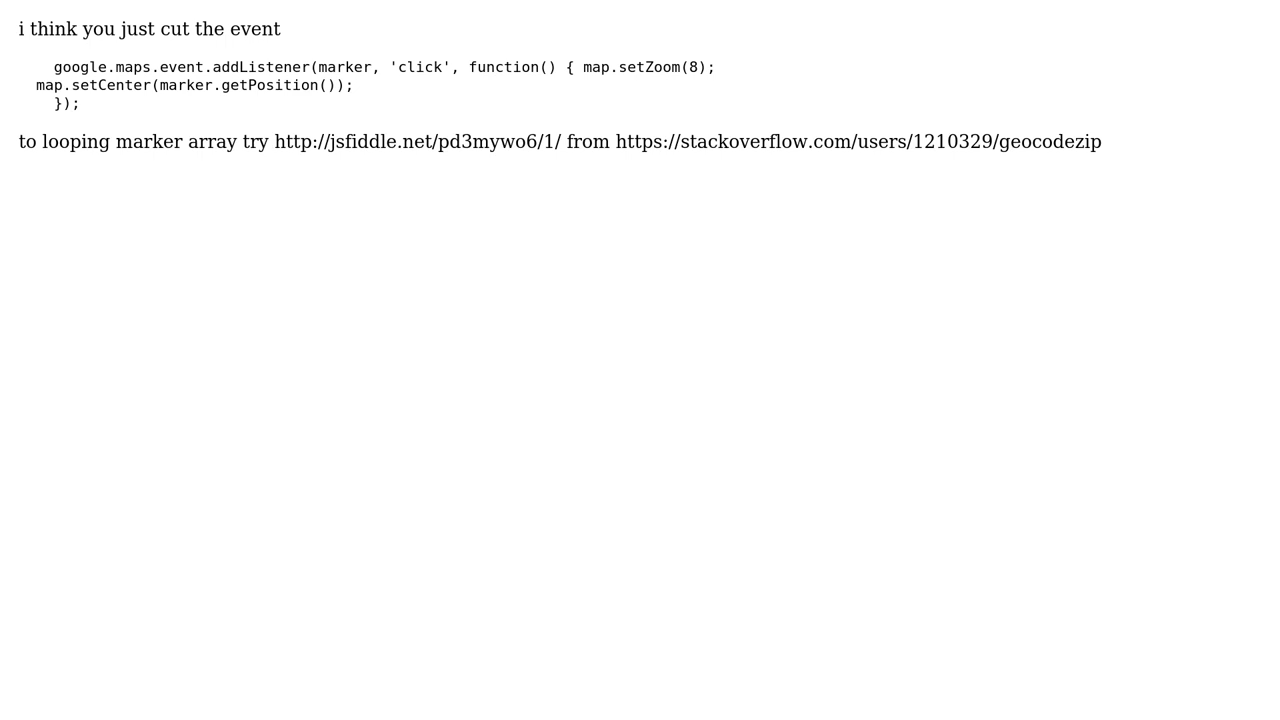 i think you just cut the event
google.maps.event.addListener(marker, 'click', function() { map.setZoom(8);
map.setCenter(marker.getPosition());
});
to looping marker array try http://jsfiddle.net/pd3mywo6/1/ from https://stackoverflow.com/users/1210329/geocodezip